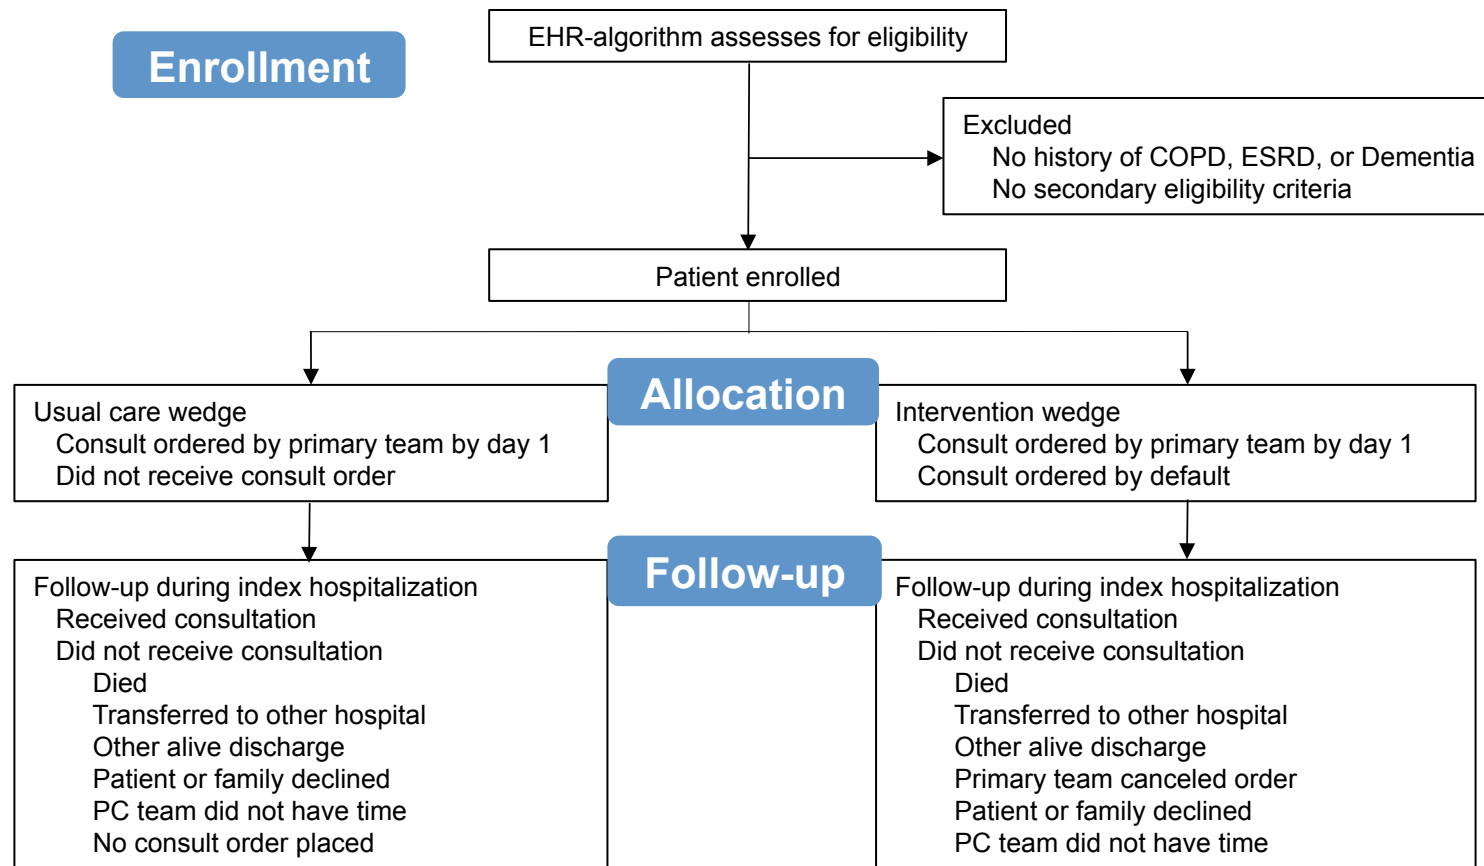 EHR-algorithm assesses for eligibility
Enrollment
Excluded
No history of COPD, ESRD, or Dementia
No secondary eligibility criteria
Patient enrolled
Allocation
Usual care wedge
Consult ordered by primary team by day 1
Did not receive consult order
Intervention wedge
Consult ordered by primary team by day 1
Consult ordered by default
Follow-up
Follow-up during index hospitalization
Received consultation
Did not receive consultation
Died
Transferred to other hospital
Other alive discharge
Patient or family declined
PC team did not have time
No consult order placed
Follow-up during index hospitalization
Received consultation
Did not receive consultation
Died
Transferred to other hospital
Other alive discharge
Primary team canceled order
Patient or family declined
PC team did not have time